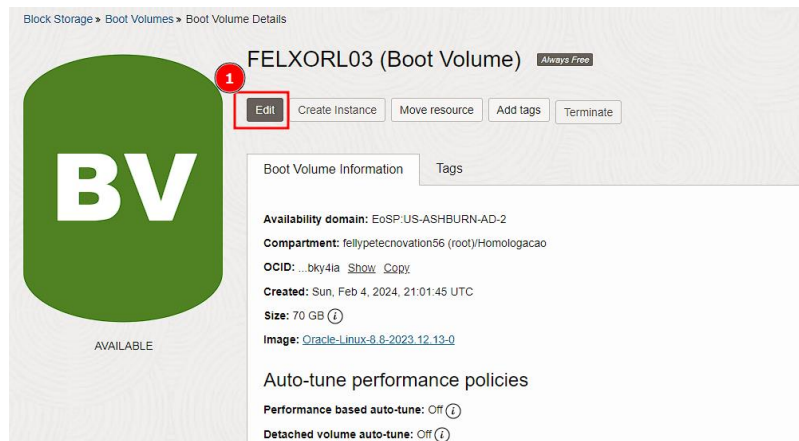 Block Storage » Boot Volumes » Boot Volume Details
FELXORL03 (Boot Volume) Always Free
1
Edit Create Instance Move resource Add tags Terminate
BV
Boot Volume Information Tags
Availability domain: EoSP:US-ASHBURN-AD-2
Compartment: fellypetecnovation56 (root)/Homologacao
OCID: ...bky4ia Show Copy
Created: Sun, Feb 4, 2024, 21:01:45 UTC
Size: 70 GB i
Image: Oracle-Linux-8.8-2023.12.13-0
AVAILABLE
Auto-tune performance policies
Performance based auto-tune: Off i
Detached volume auto-tune: Off i